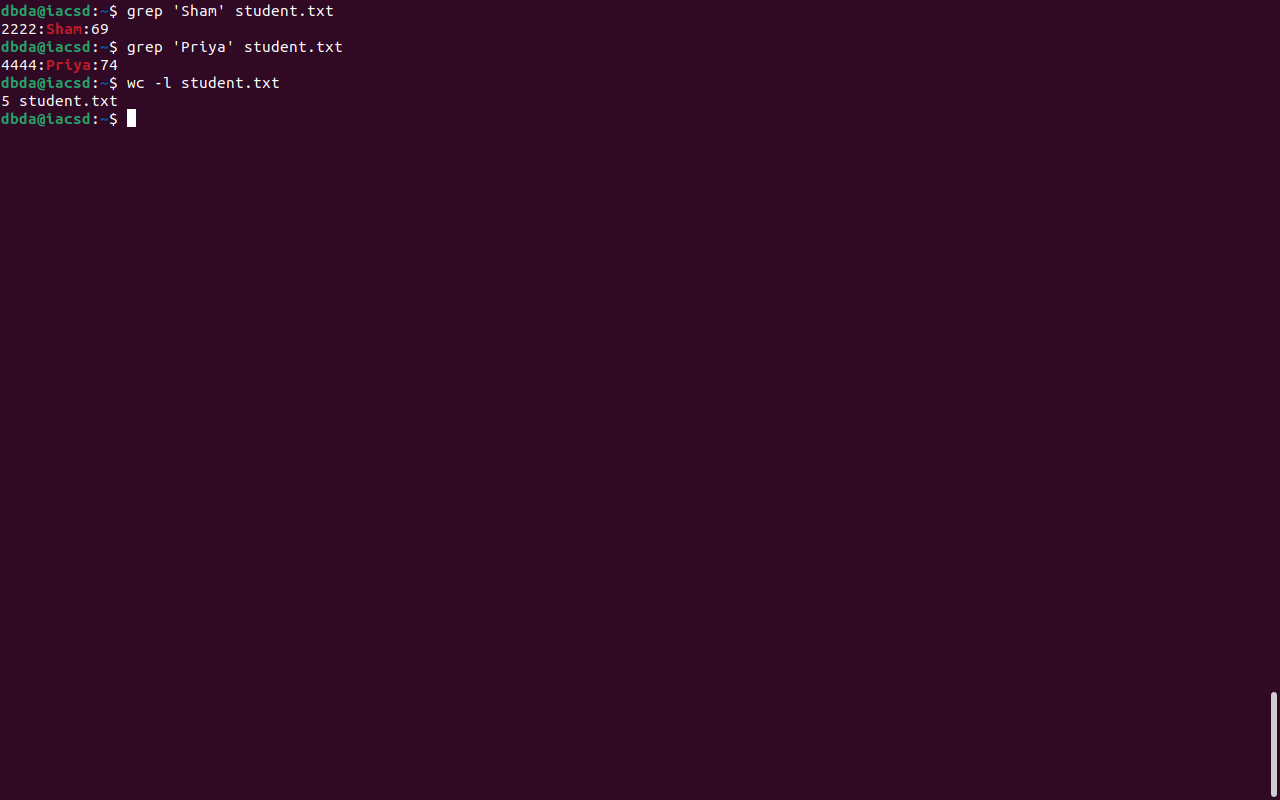 dbda@iacsd:~$ grep 'Sham' student.txt
2222:Sham:69
dbda@iacsd:~$ grep 'Priya' student.txt
4444:Priya:74
dbda@iacsd:~$ wc -l student.txt
5 student.txt
dbda@iacsd:~$